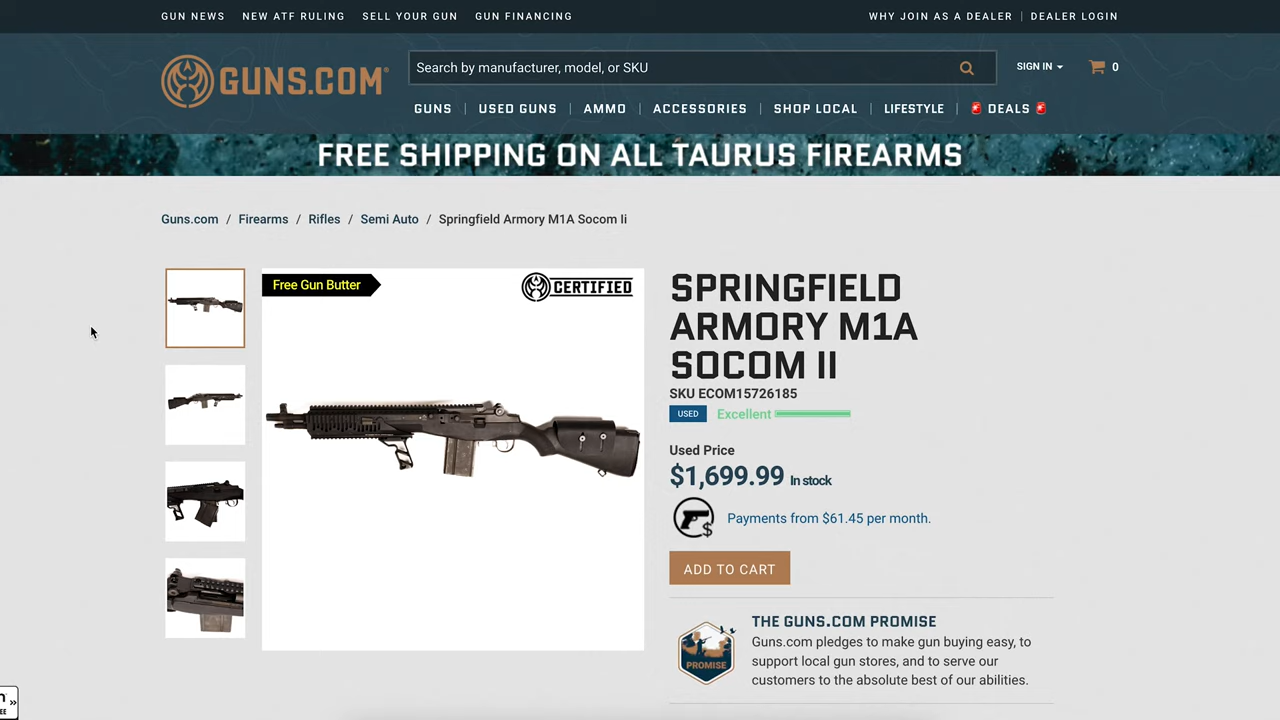 GUN NEWS NEW ATF RULING SELL YOUR GUN GUN FINANCING WHY JOIN AS A DEALER | DEALER LOGIN
GUNS.COM®
Search by manufacturer, model, or SKU
SIGN IN
0
GUNS | USED GUNS | AMMO | ACCESSORIES | SHOP LOCAL | LIFESTYLE | 🚨 DEALS 🚨
FREE SHIPPING ON ALL TAURUS FIREARMS
Guns.com / Firearms / Rifles / Semi Auto / Springfield Armory M1A Socom Ii
Free Gun Butter
CERTIFIED
SPRINGFIELD
ARMORY M1A
SOCOM II
SKU ECOM15726185
USED Excellent
Used Price
$1,699.99 In stock
$
Payments from $61.45 per month.
ADD TO CART
THE GUNS.COM PROMISE
Guns.com pledges to make gun buying easy, to
support local gun stores, and to serve our
customers to the absolute best of our abilities.
PROMISE